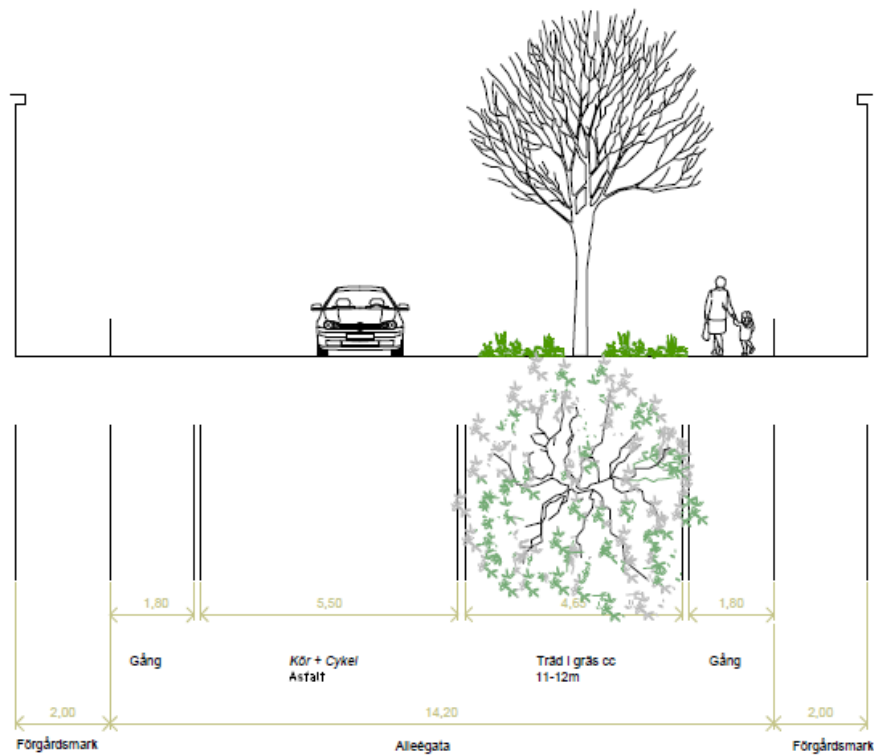 1,80
5,50
4,65
1,80
Gång
Kör + Cykel
Asfalt
Träd i gräs cc
11-12m
Gång
2,00
14,20
2,00
Förgårdsmark
Alleégata
Förgårdsmark